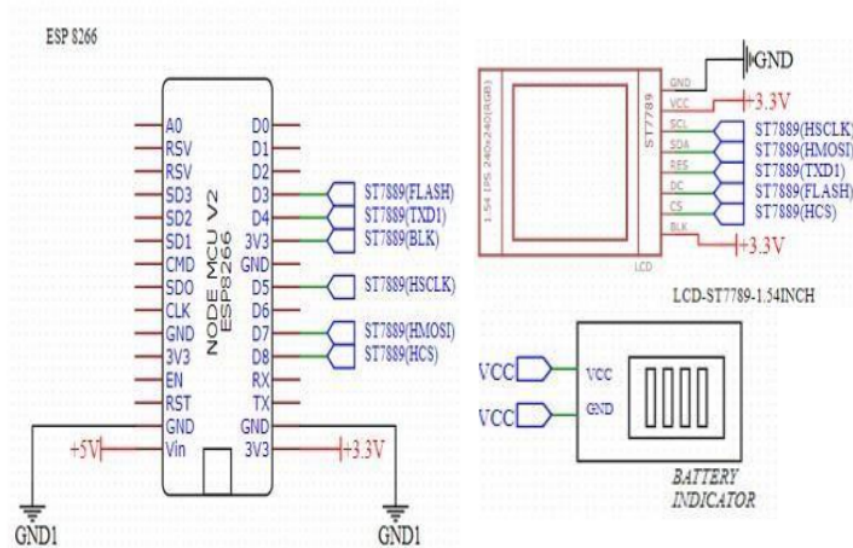 ESP 8266
A0
RSV
RSV
SD3
SD2
SD1
CMD
SD0
CLK
GND
3V3
EN
RST
GND
Vin
NODE MCU V2
ESP8266
D0
D1
D2
D3
D4
3V3
GND
D5
D6
D7
D8
RX
TX
GND
3V3
ST7889(FLASH)
ST7889(TXD1)
ST7889(BLK)
ST7889(HSCLK)
ST7889(HMOSI)
ST7889(HCS)
+5V
+3.3V
GND1
GND1
1.54 IPS 240x240(RGB)
ST7789
GND
VCC
SCL
SDA
RES
DC
CS
BLK
LCD
GND
+3.3V
ST7889(HSCLK)
ST7889(HMOSI)
ST7889(TXD1)
ST7889(FLASH)
ST7889(HCS)
+3.3V
LCD-ST7789-1.54INCH
VCC
VCC
VCC
GND
BATTERY
INDICATOR